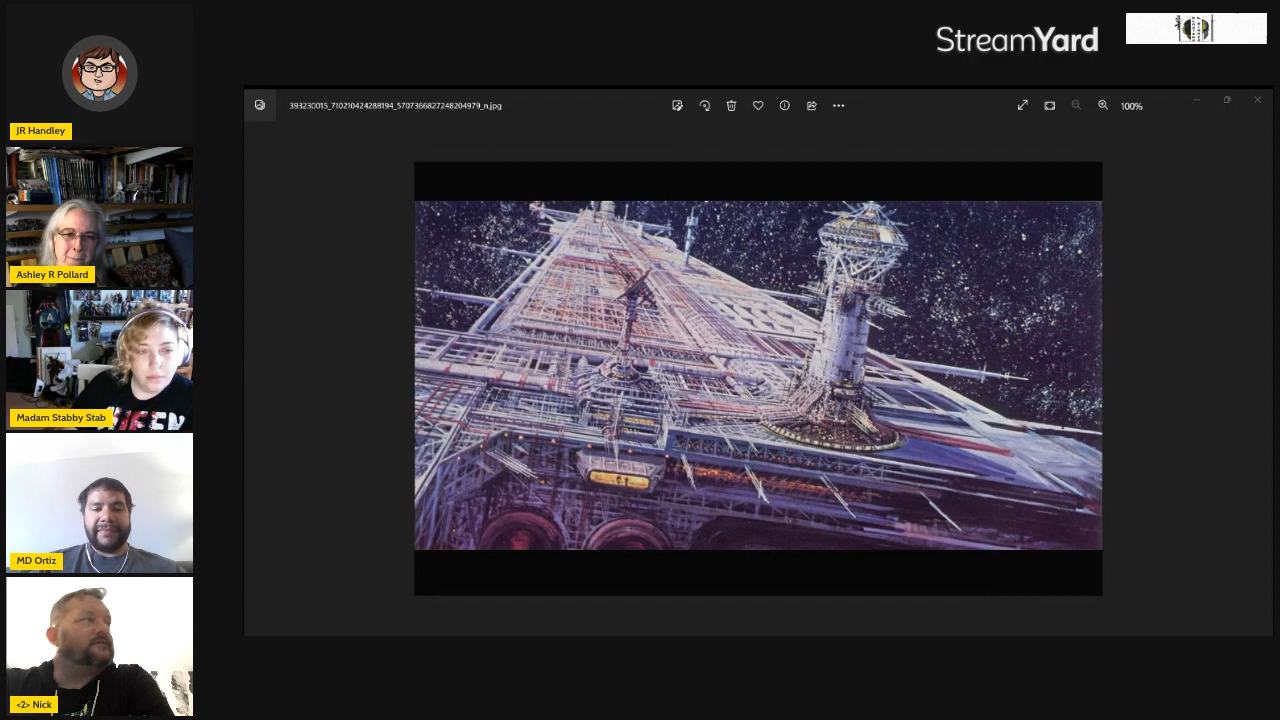 StreamYard
393230015_710210424288194_5707366827248204979_n.jpg
100%
JR Handley
Ashley R Pollard
Madam Stabby Stab
MD Ortiz
<2> Nick